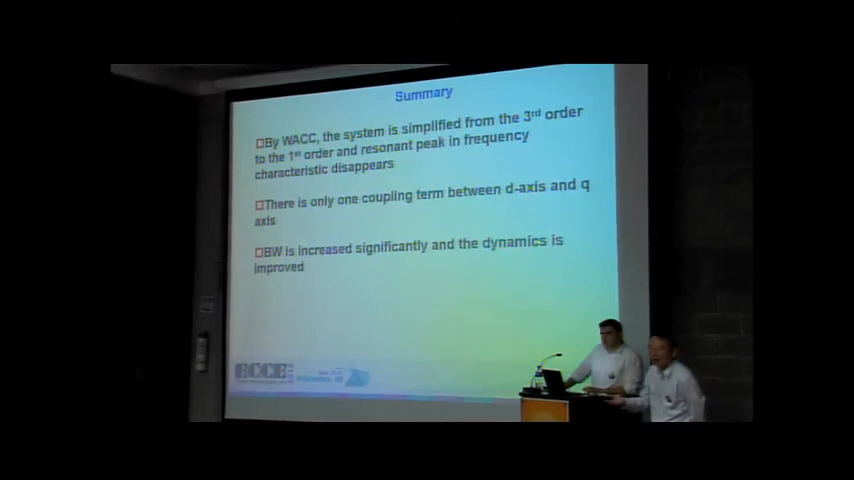 Summary
□By WACC, the system is simplified from the 3rd order
to the 1st order and resonant peak in frequency
characteristic disappears
□There is only one coupling term between d-axis and q
axis
□BW is increased significantly and the dynamics is
improved
ECCE